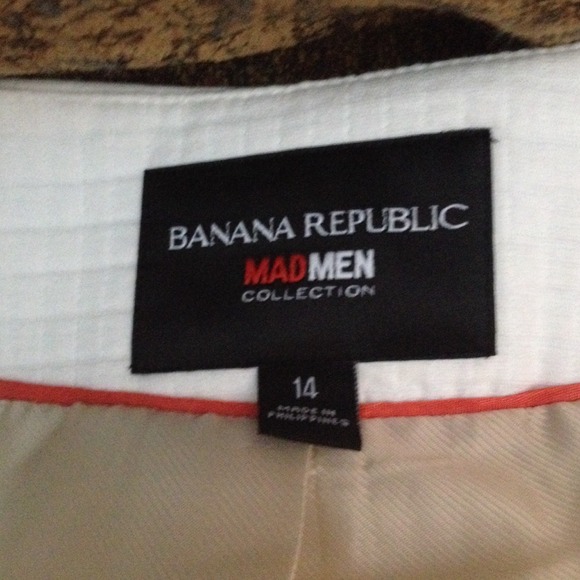 BANANA REPUBLIC
MADMEN
COLLECTION
14
MADE IN
PHILIPPINES